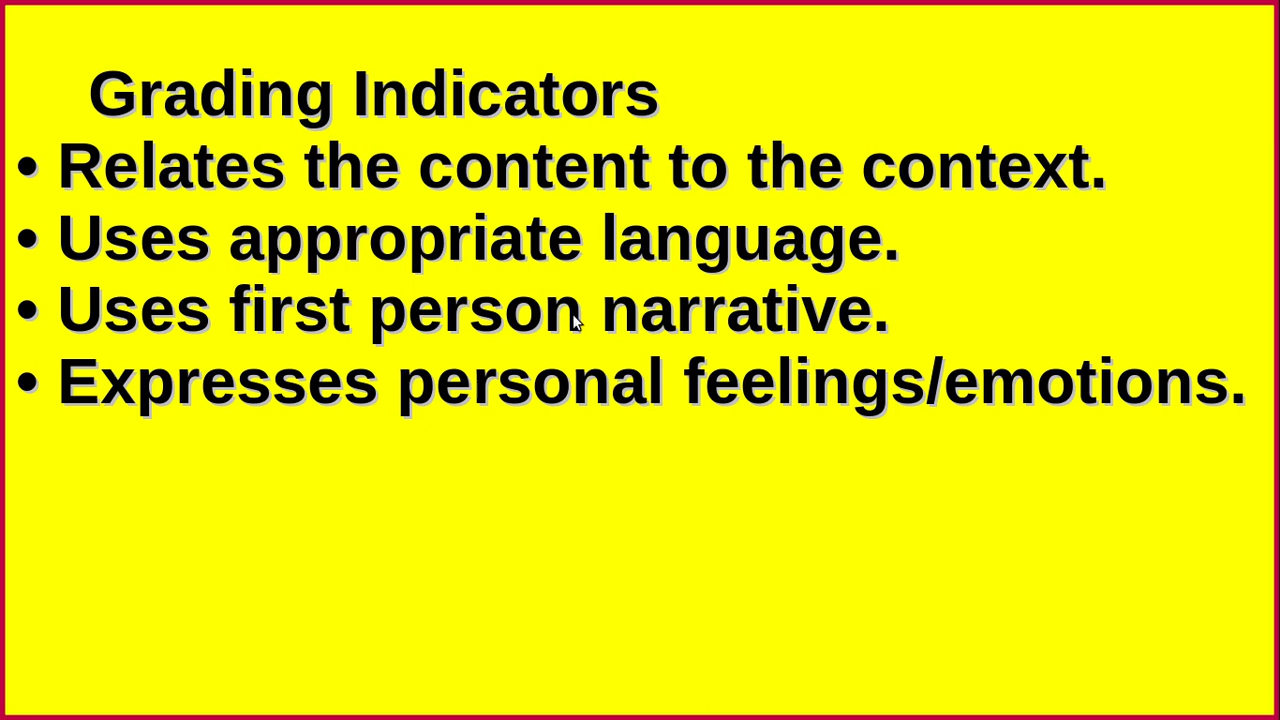 Grading Indicators
• Relates the content to the context.
• Uses appropriate language.
• Uses first person narrative.
• Expresses personal feelings/emotions.